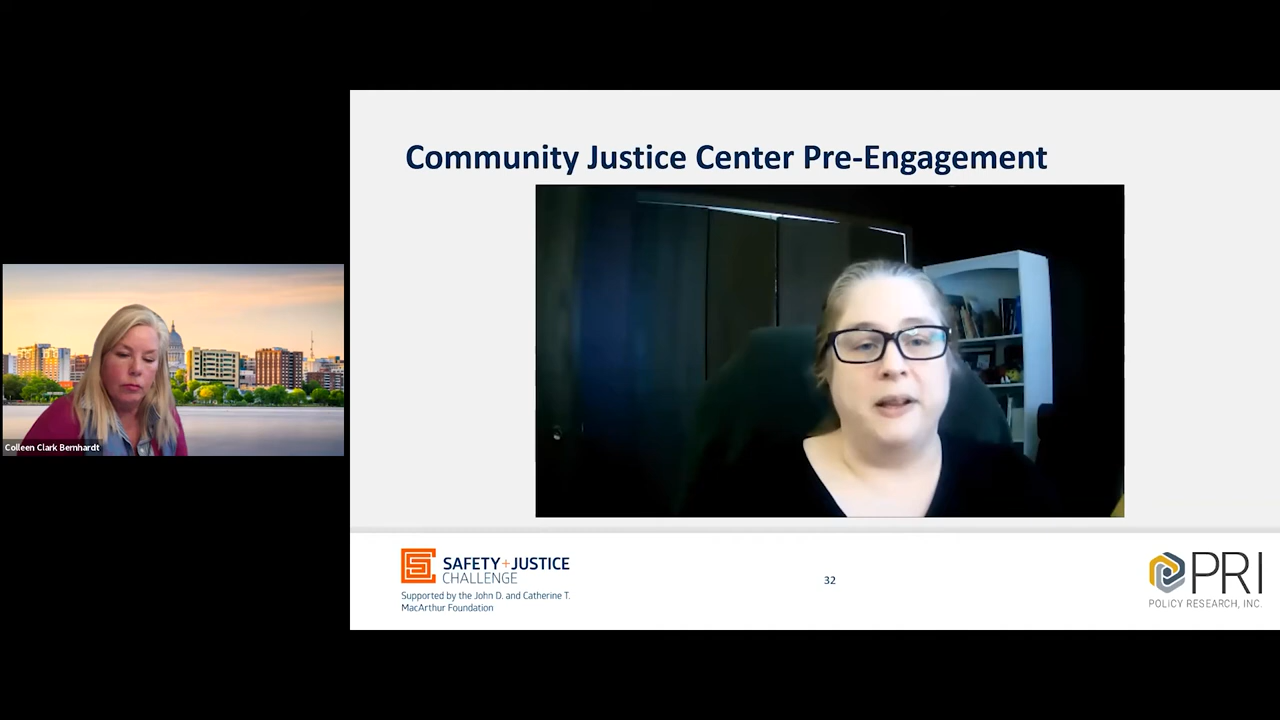 Community Justice Center Pre-Engagement
Colleen Clark Bernhardt
SAFETY+JUSTICE
CHALLENGE
Supported by the John D. and Catherine T.
MacArthur Foundation
32
PRI
POLICY RESEARCH, INC.